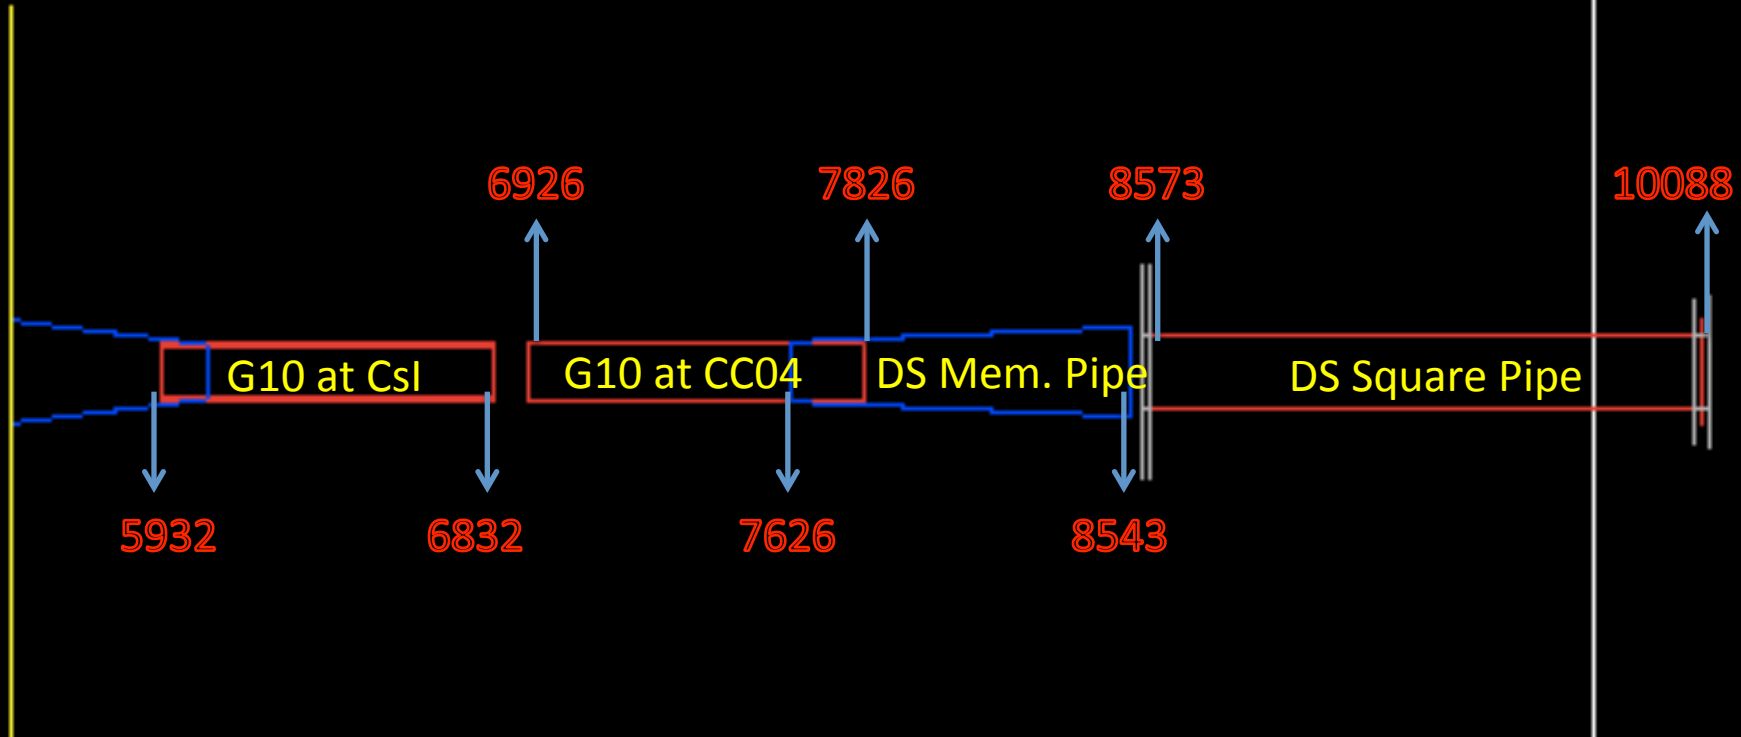 6926 7826 8573 10088
G10 at CsI G10 at CC04 DS Mem. Pipe DS Square Pipe
5932 6832 7626 8543